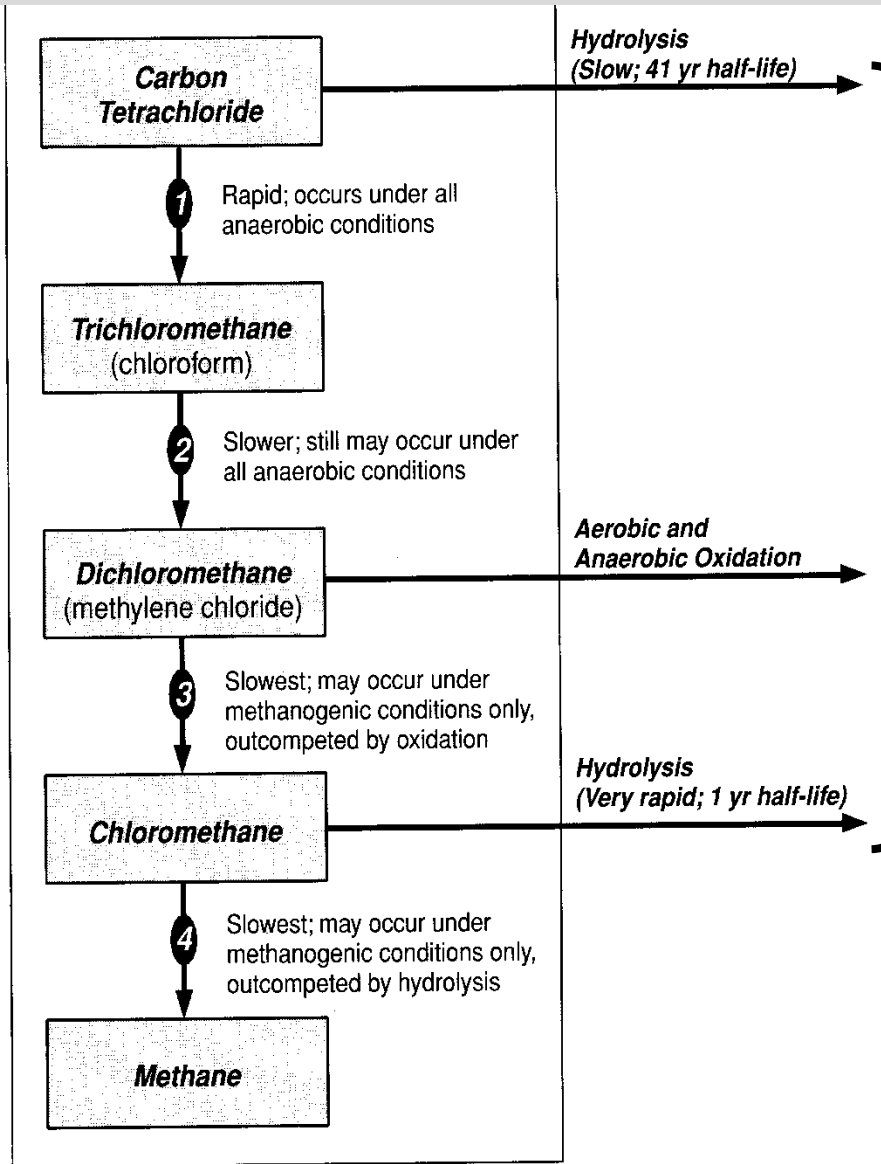 Hydrolysis
(Slow; 41 yr half-life)
Carbon
Tetrachloride
1
Rapid; occurs under all
anaerobic conditions
Trichloromethane
(chloroform)
2
Slower; still may occur under
all anaerobic conditions
Aerobic and
Anaerobic Oxidation
Dichloromethane
(methylene chloride)
3
Slowest; may occur under
methanogenic conditions only,
outcompeted by oxidation
Hydrolysis
(Very rapid; 1 yr half-life)
Chloromethane
4
Slowest; may occur under
methanogenic conditions only,
outcompeted by hydrolysis
Methane